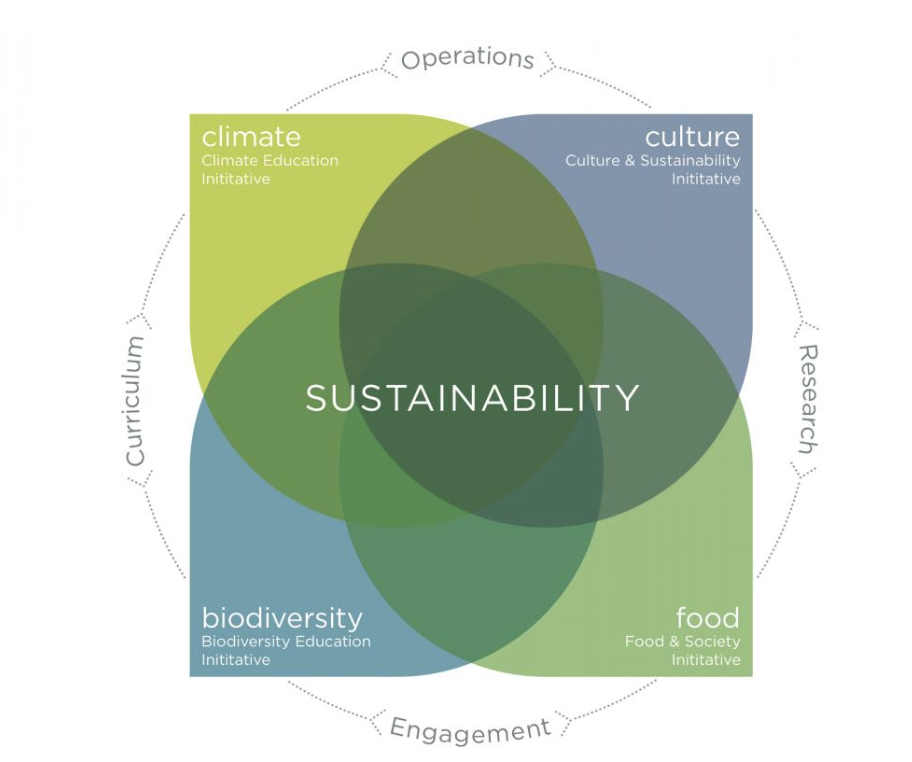 Operations
climate
Climate Education
Inititative
culture
Culture & Sustainability
Inititative
Curriculum
Research
SUSTAINABILITY
biodiversity
Biodiversity Education
Inititative
food
Food & Society
Inititative
Engagement